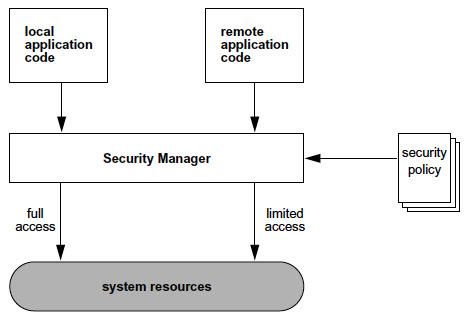 local
application
code
remote
application
code
Security Manager
security
policy
full
access
limited
access
system resources